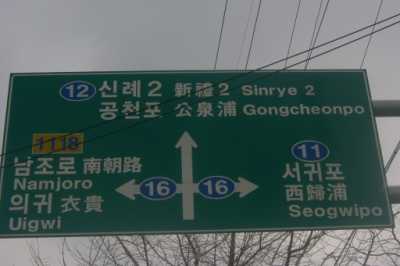 12 신례2 新禮2 Sinrye 2
공천포 公泉浦 Gongcheonpo
1118
남조로 南朝路
Namjoro
의귀 衣貴
Uigwi
16 16
11
서귀포
西歸浦
Seogwipo